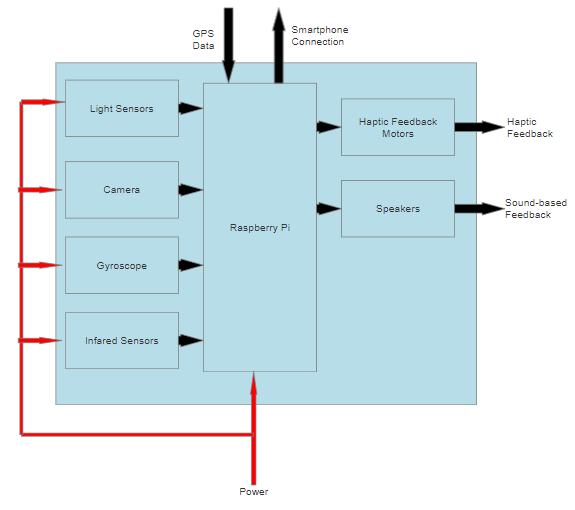 GPS
Data
Smartphone
Connection
Light Sensors
Haptic Feedback
Motors
Haptic
Feedback
Camera
Raspberry Pi
Speakers
Sound-based
Feedback
Gyroscope
Infared Sensors
Power